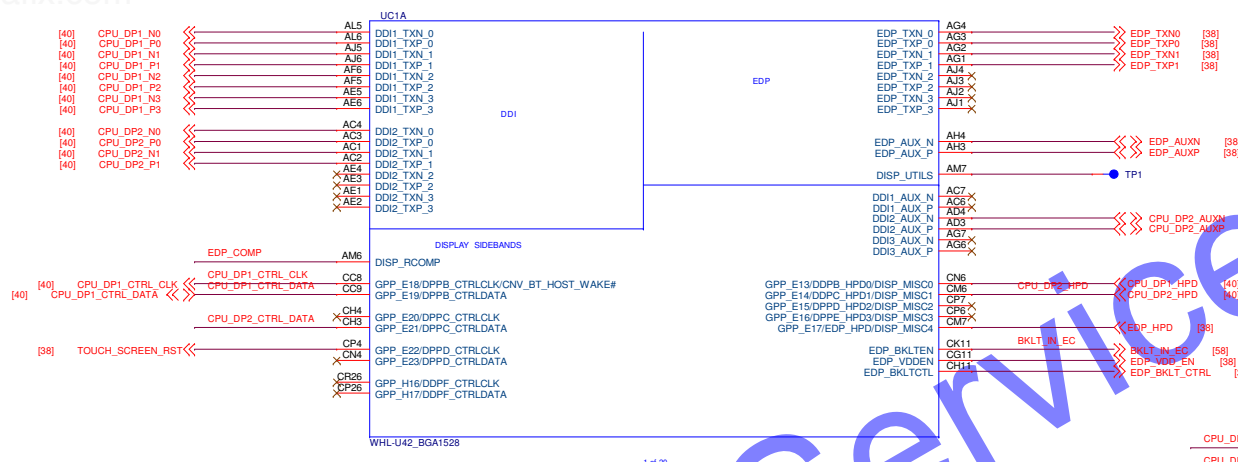 UC1A
[40] CPU_DP1_N0 AL5 DDI1_TXN_0 EDP_TXN_0 AG4 EDP_TXN0 [38]
[40] CPU_DP1_P0 AL6 DDI1_TXP_0 EDP_TXP_0 AG3 EDP_TXP0 [38]
[40] CPU_DP1_N1 AJ5 DDI1_TXN_1 EDP_TXN_1 AG2 EDP_TXN1 [38]
[40] CPU_DP1_P1 AJ6 DDI1_TXP_1 EDP_TXP_1 AG1 EDP_TXP1 [38]
[40] CPU_DP1_N2 AF6 DDI1_TXN_2 EDP_TXN_2 AJ4
[40] CPU_DP1_P2 AF5 DDI1_TXP_2 EDP EDP_TXP_2 AJ3
[40] CPU_DP1_N3 AE5 DDI1_TXN_3 EDP_TXN_3 AJ2
[40] CPU_DP1_P3 AE6 DDI1_TXP_3 EDP_TXP_3 AJ1
DDI
[40] CPU_DP2_N0 AC4 DDI2_TXN_0
[40] CPU_DP2_P0 AC3 DDI2_TXP_0 EDP_AUX_N AH4 EDP_AUXN [38
[40] CPU_DP2_N1 AC1 DDI2_TXN_1 EDP_AUX_P AH3 EDP_AUXP [38
[40] CPU_DP2_P1 AC2 DDI2_TXP_1
AE4 DDI2_TXN_2 DISP_UTILS AM7 TP1
AE3 DDI2_TXP_2
AE1 DDI2_TXN_3 DDI1_AUX_N AC7
AE2 DDI2_TXP_3 DDI1_AUX_P AC6
DDI2_AUX_N AD4 CPU_DP2_AUXN
DDI2_AUX_P AD3 CPU_DP2_AUXP
DISPLAY SIDEBANDS DDI3_AUX_N AG7
DDI3_AUX_P AG6
EDP_COMP AM6 DISP_RCOMP
CPU_DP1_CTRL_CLK
[40] CPU_DP1_CTRL_CLK CC8 GPP_E18/DPPB_CTRLCLK/CNV_BT_HOST_WAKE# GPP_E13/DDPB_HPD0/DISP_MISC0 CN6 CPU_DP1_HPD [40
CPU_DP1_CTRL_DATA CPU_DP2_HPD
[40] CPU_DP1_CTRL_DATA CC9 GPP_E19/DPPB_CTRLDATA GPP_E14/DDPC_HPD1/DISP_MISC1 CM6 CPU_DP2_HPD [40
GPP_E15/DPPD_HPD2/DISP_MISC2 CP7
CH4 GPP_E20/DPPC_CTRLCLK GPP_E16/DPPE_HPD3/DISP_MISC3 CP6
CPU_DP2_CTRL_DATA CH3 GPP_E21/DPPC_CTRLDATA GPP_E17/EDP_HPD/DISP_MISC4 CM7 EDP_HPD [38]
BKLT_IN_EC
[38] TOUCH_SCREEN_RST CP4 GPP_E22/DPPD_CTRLCLK EDP_BKLTEN CK11 BKLT_IN_EC [58]
CN4 GPP_E23/DPPD_CTRLDATA EDP_VDDEN CG11 EDP_VDD_EN [38]
EDP_BKLTCTL CH11 EDP_BKLT_CTRL
CR26 GPP_H16/DDPF_CTRLCLK
CP26 GPP_H17/DDPF_CTRLDATA
WHL-U42_BGA1528
Service